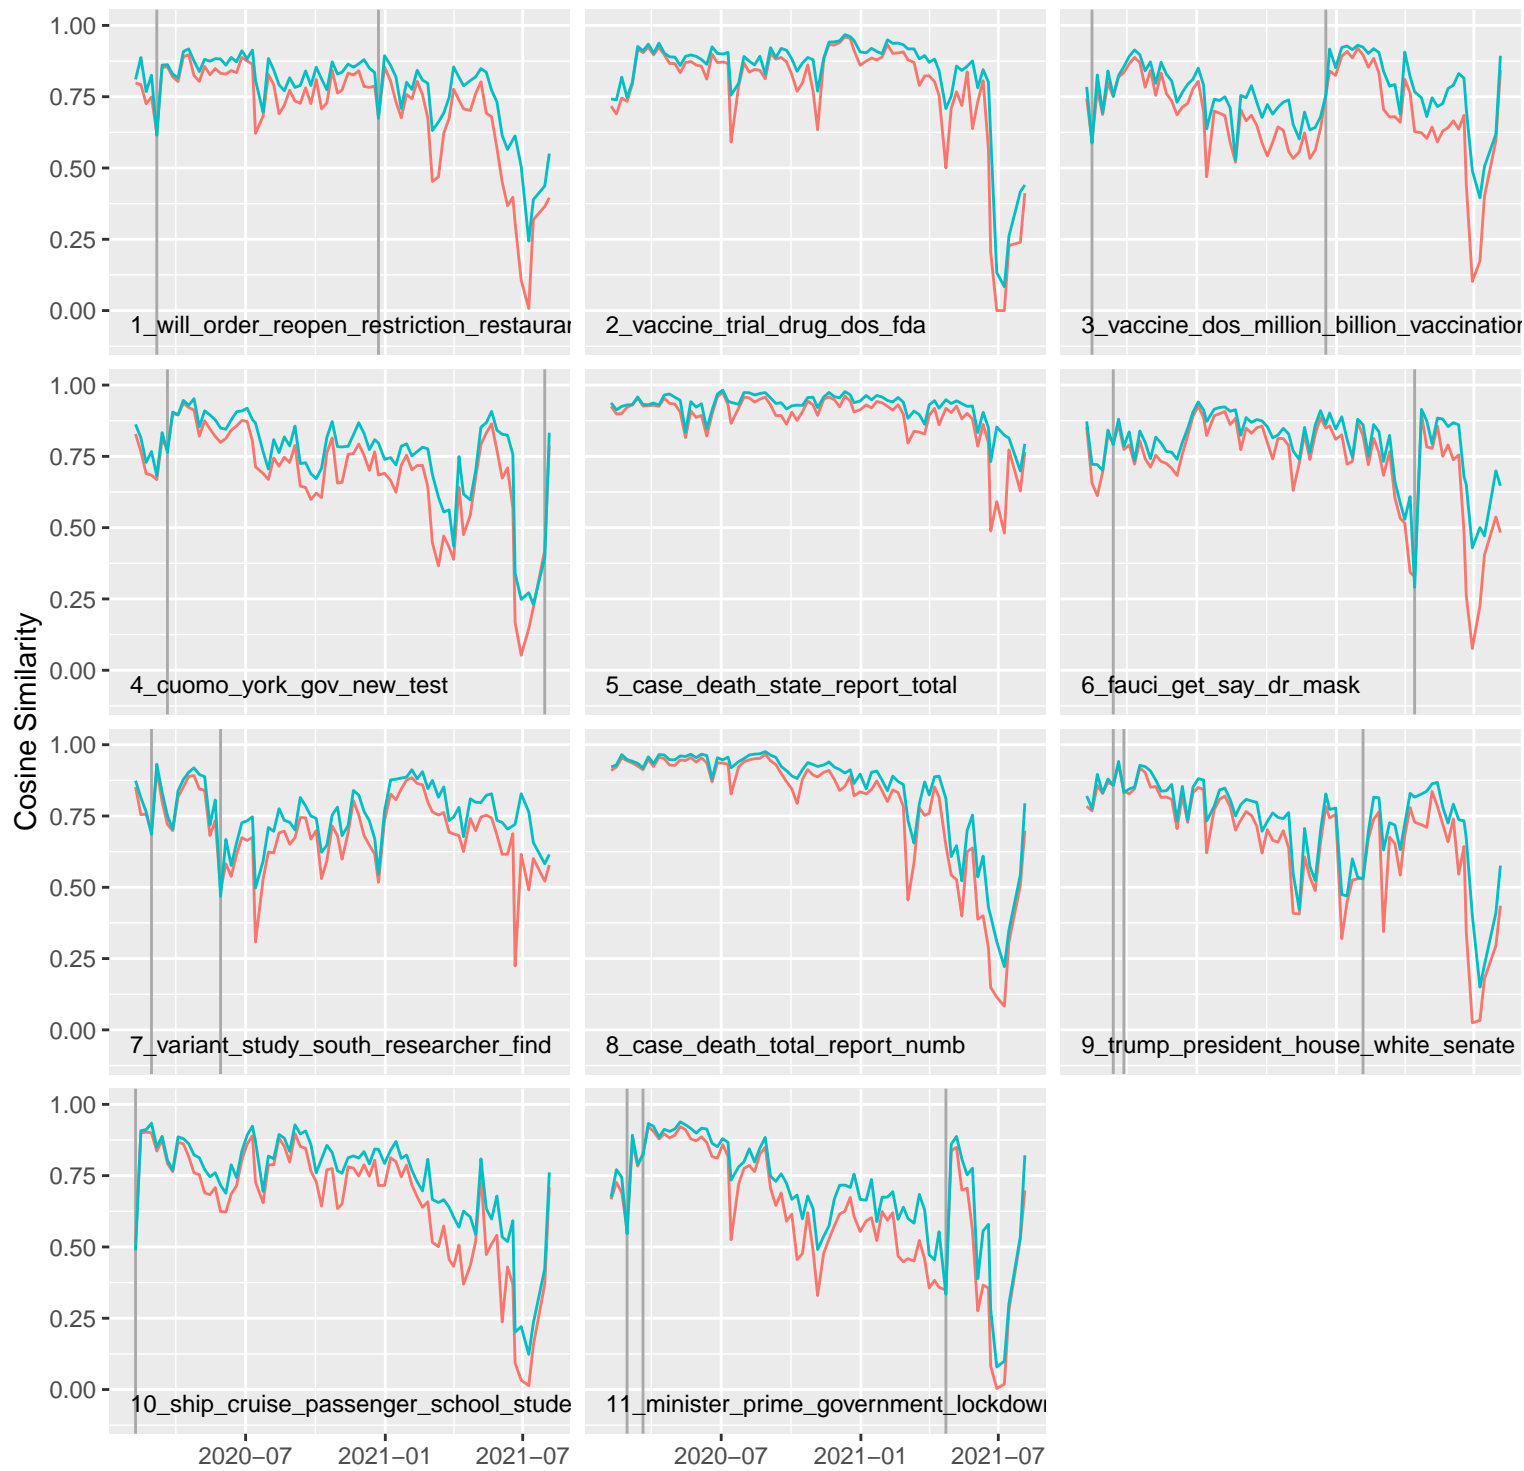 Cosine Similarity
1.00
0.75
0.50
0.25
0.00
1_will_order_reopen_restriction_restaurar
2_vaccine_trial_drug_dos_fda
3_vaccine_dos_million_billion_vaccination
1.00
0.75
0.50
0.25
0.00
4_cuomo_york_gov_new_test
5_case_death_state_report_total
6_fauci_get_say_dr_mask
1.00
0.75
0.50
0.25
0.00
7_variant_study_south_researcher_find
8_case_death_total_report_numb
9_trump_president_house_white_senate
1.00
0.75
0.50
0.25
0.00
10_ship_cruise_passenger_school_stude
11_minister_prime_government_lockdown
2020−07
2021−01
2021−07
2020−07
2021−01
2021−07